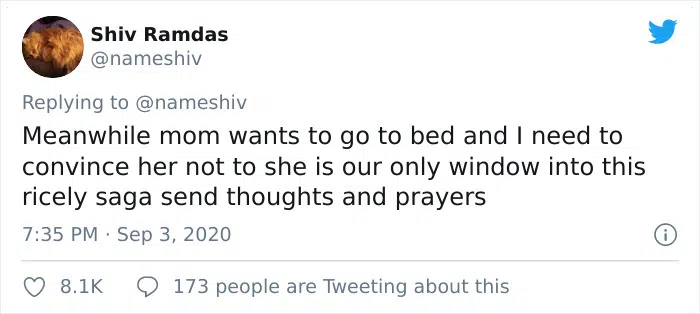 Shiv Ramdas
@nameshiv
Replying to @nameshiv
Meanwhile mom wants to go to bed and I need to
convince her not to she is our only window into this
ricely saga send thoughts and prayers
7:35 PM · Sep 3, 2020
8.1K 173 people are Tweeting about this